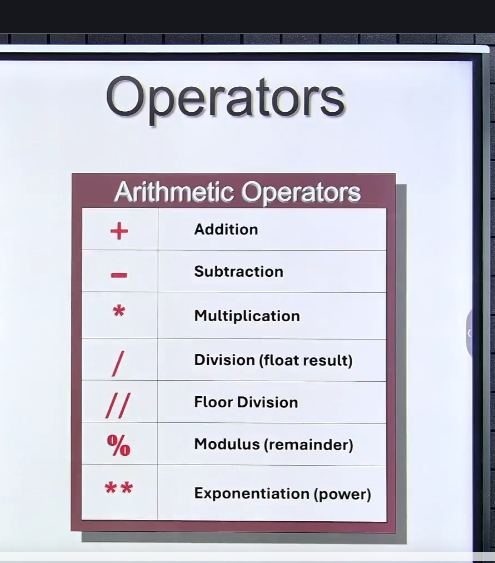 Operators
Arithmetic Operators
+ Addition
- Subtraction
* Multiplication
/ Division (float result)
// Floor Division
% Modulus (remainder)
** Exponentiation (power)